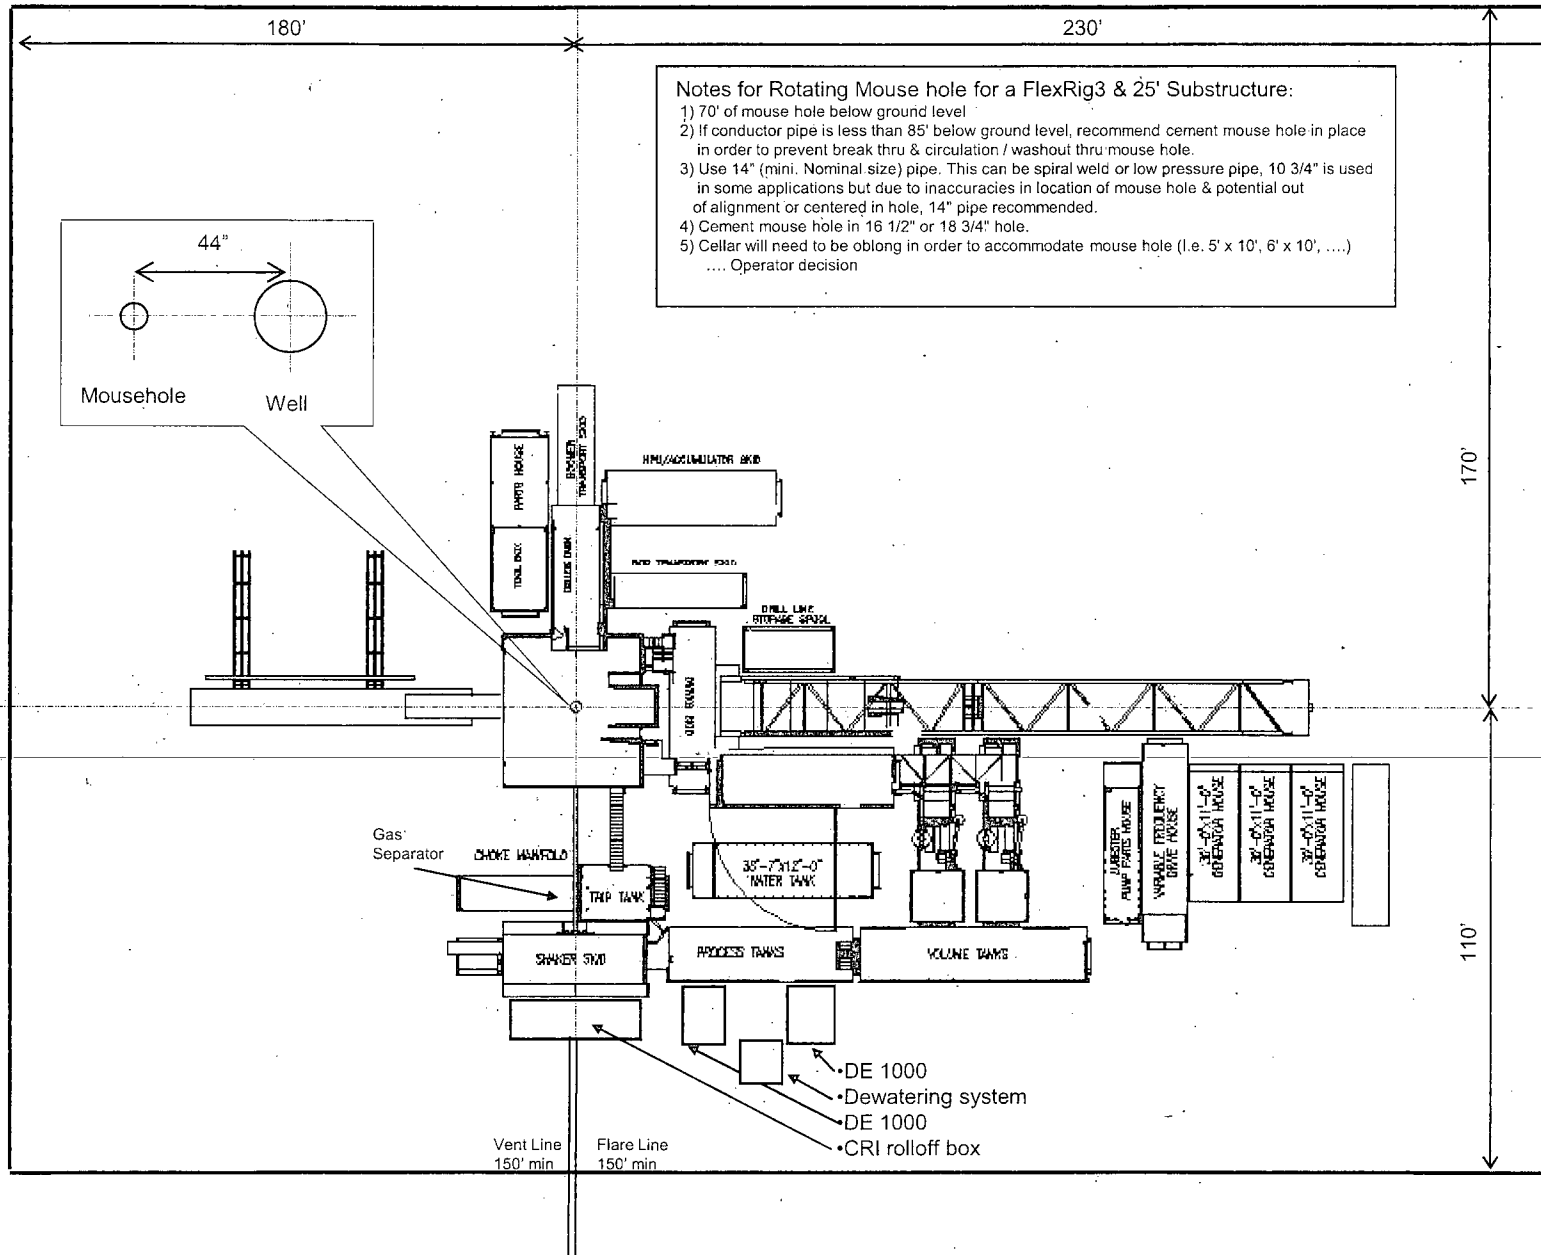 180'
230'
Notes for Rotating Mouse hole for a FlexRig3 & 25' Substructure:
1) 70' of mouse hole below ground level
2) If conductor pipe is less than 85' below ground level, recommend cement mouse hole in place
in order to prevent break thru & circulation / washout thru mouse hole.
3) Use 14" (mini. Nominal size) pipe. This can be spiral weld or low pressure pipe, 10 3/4" is used
in some applications but due to inaccuracies in location of mouse hole & potential out
of alignment or centered in hole, 14" pipe recommended.
4) Cement mouse hole in 16 1/2" or 18 3/4" hole.
5) Cellar will need to be oblong in order to accommodate mouse hole (I.e. 5' x 10', 6' x 10', ....)
.... Operator decision
44"
Mousehole
Well
170'
PARTS HOUSE
TRANSPORT SKID
HPU/ACCUMULATOR SKID
TOOL
TRANSPORT SKID
DRILL LINE
STORAGE SPOOL
Gas
Separator
CHOKE MANIFOLD
TRIP TANK
WATER TANK
PUMP PARTS HOUSE
VARIABLE FREQUENCY
DRIVE HOUSE
GENERATOR HOUSE
GENERATOR HOUSE
GENERATOR HOUSE
110'
SHAKER SKID
PROCESS TANKS
VOLUME TANKS
•DE 1000
•Dewatering system
•DE 1000
•CRI rolloff box
Vent Line
150' min
Flare Line
150' min